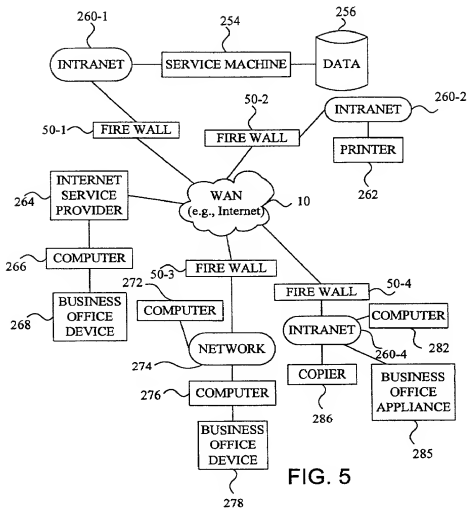 260-1
254
256
INTRANET
SERVICE MACHINE
DATA
260-2
50-1
FIRE WALL
50-2
FIRE WALL
INTRANET
PRINTER
262
264
INTERNET
SERVICE
PROVIDER
WAN
(e.g., Internet)
10
266
COMPUTER
50-3
FIRE WALL
272
COMPUTER
50-4
FIRE WALL
268
BUSINESS
OFFICE
DEVICE
INTRANET
COMPUTER
282
260-4
274
NETWORK
COPIER
286
276
COMPUTER
BUSINESS
OFFICE
APPLIANCE
285
BUSINESS
OFFICE
DEVICE
278
FIG. 5